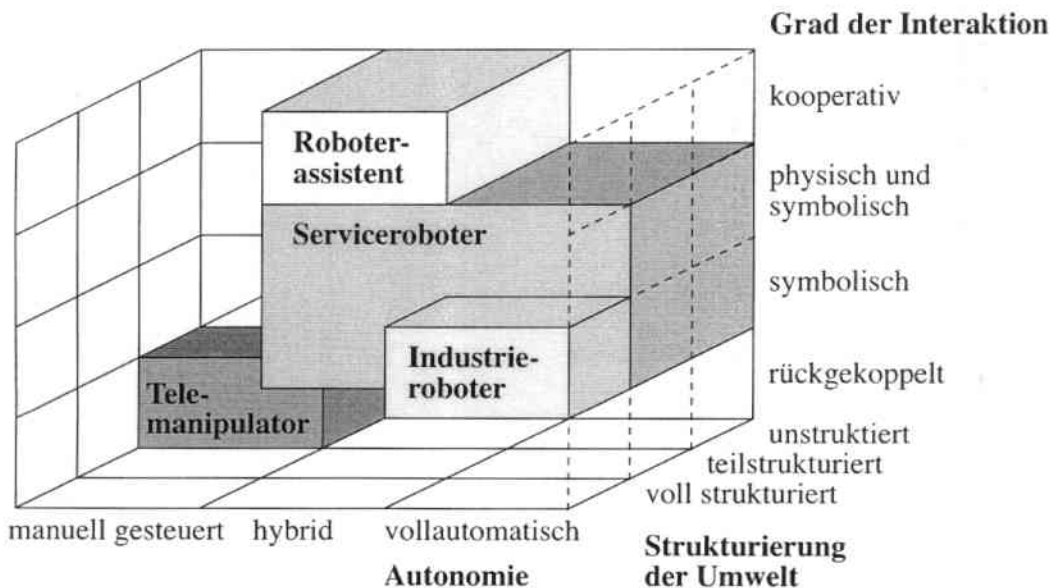 Grad der Interaktion
kooperativ
Roboter-
assistent
physisch und
symbolisch
Serviceroboter
symbolisch
Industrie-
roboter
rückgekoppelt
Tele-
manipulator
unstruktiert
teilstrukturiert
voll strukturiert
manuell gesteuert
hybrid
vollautomatisch
Autonomie
Strukturierung
der Umwelt